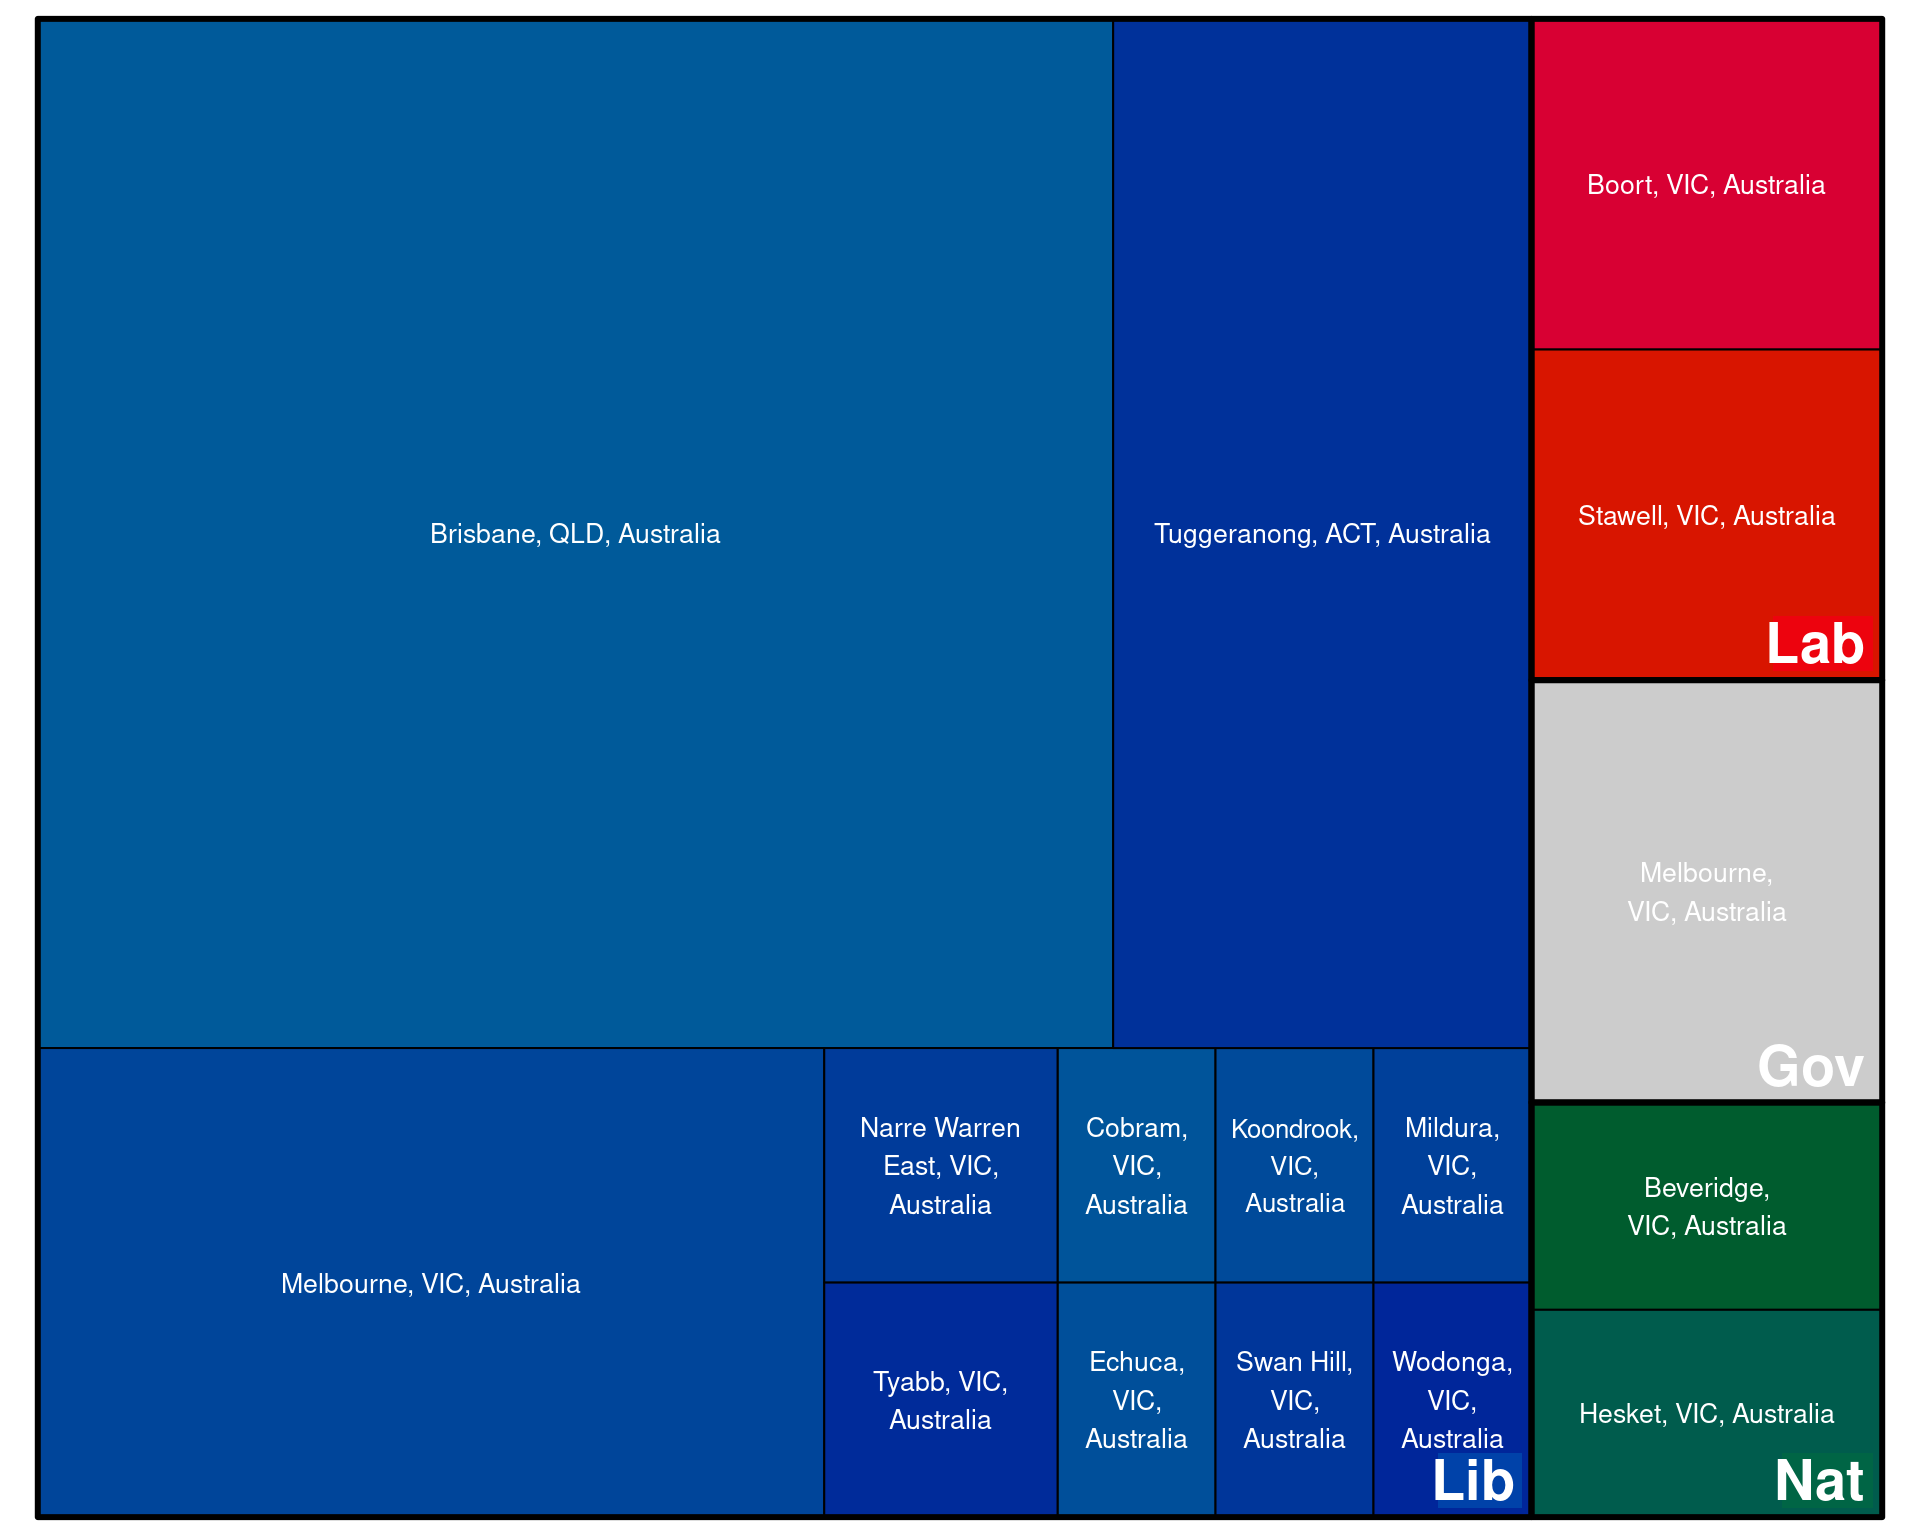 Brisbane, QLD, Australia
Tuggeranong, ACT, Australia
Melbourne, VIC, Australia
Narre Warren
East, VIC,
Australia
Cobram,
VIC,
Australia
Koondrook,
VIC,
Australia
Mildura,
VIC,
Australia
Tyabb, VIC,
Australia
Echuca,
VIC,
Australia
Swan Hill,
VIC,
Australia
Wodonga,
VIC,
Australia
Lib
Boort, VIC, Australia
Stawell, VIC, Australia
Lab
Melbourne,
VIC, Australia
Gov
Beveridge,
VIC, Australia
Hesket, VIC, Australia
Nat